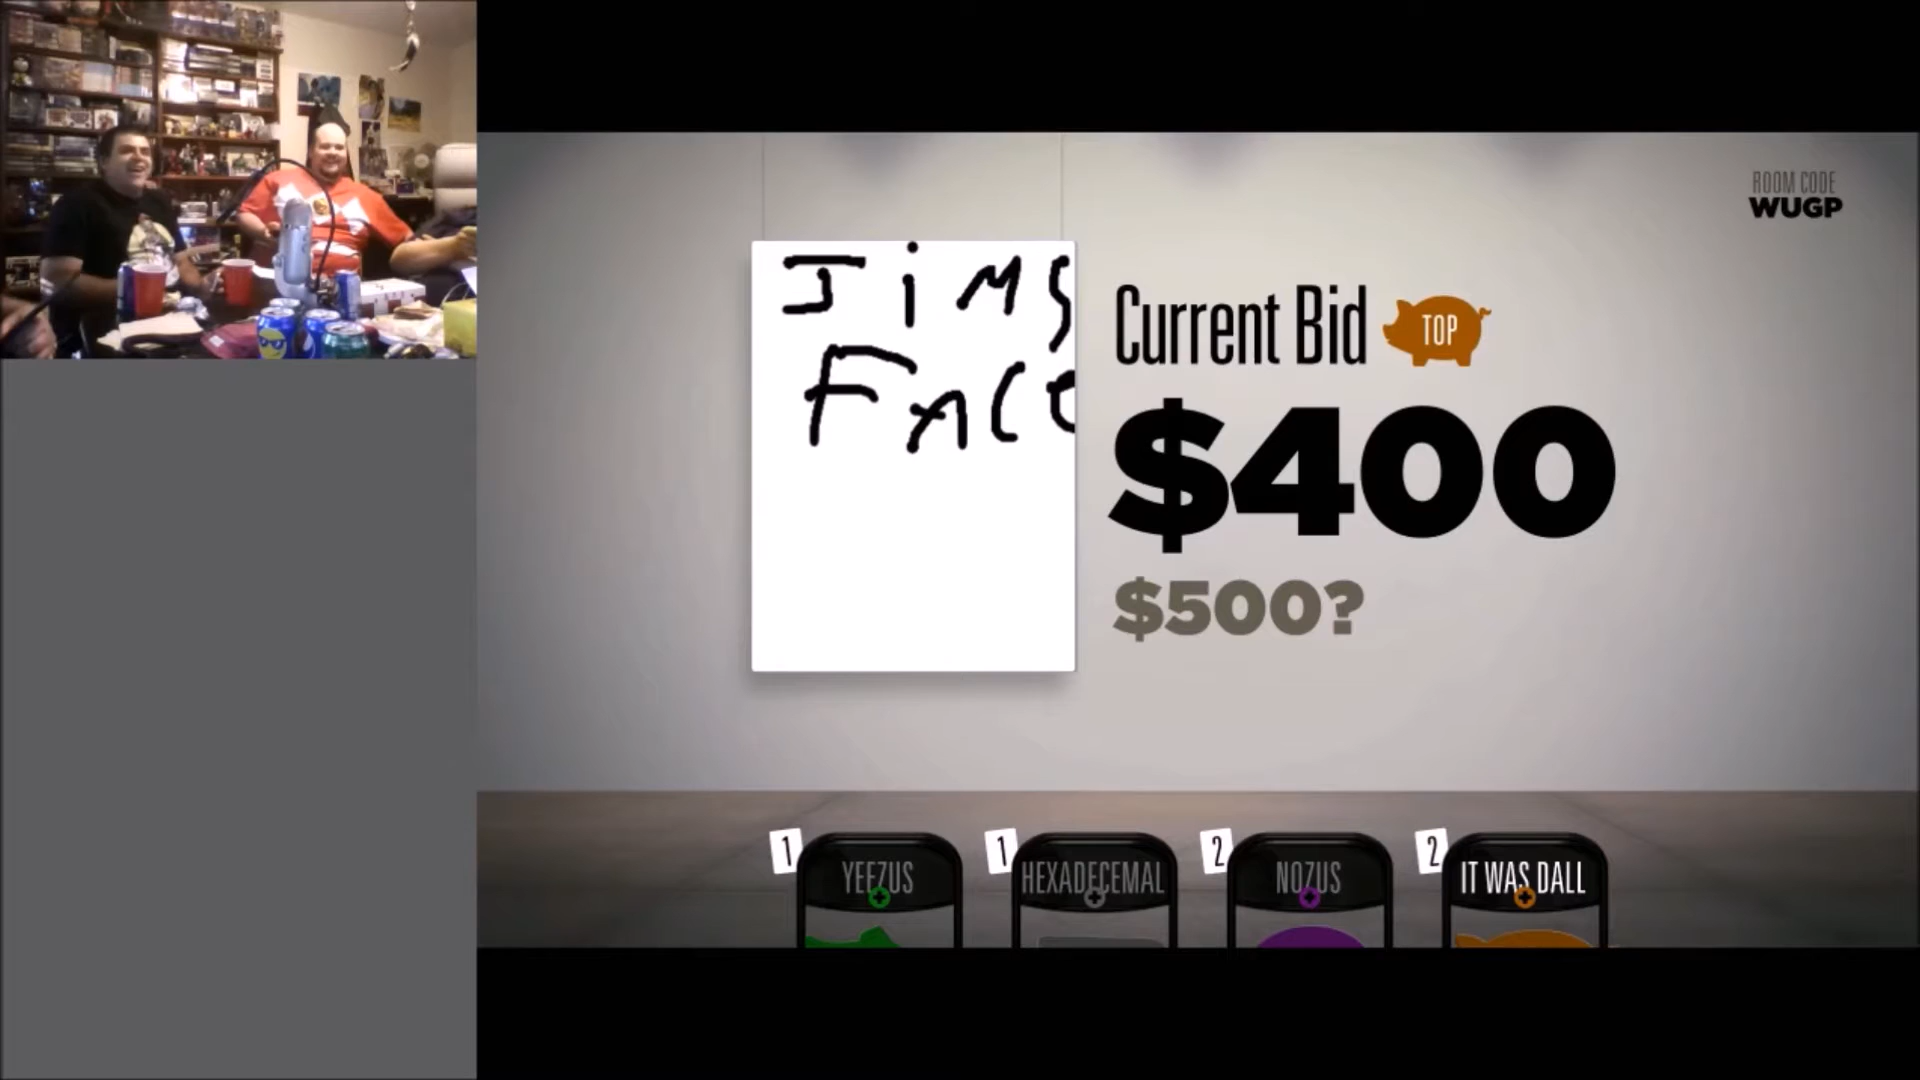 ROOM CODE
WUGP
JiMS
FACE
Current Bid
TOP
$400
$500?
1
YEEZUS
1
HEXADECEMAL
2
NOZUS
2
IT WAS DALL